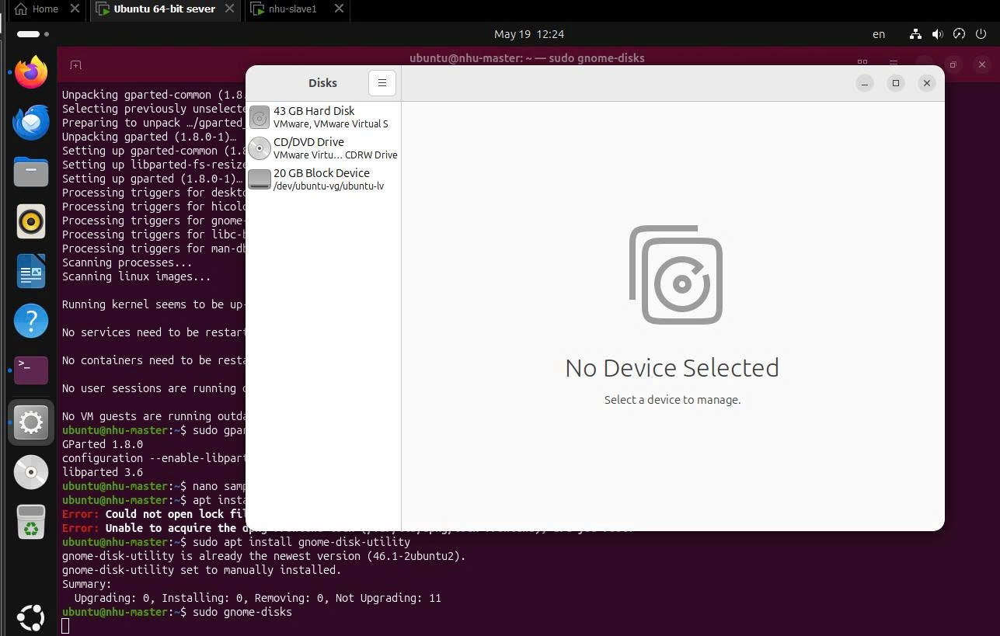 Home
Ubuntu 64-bit sever
nhu-slave1
May 19 12:24
en
ubuntu@nhu-master: ~ — sudo gnome-disks
Disks
43 GB Hard Disk
VMware, VMware Virtual S
CD/DVD Drive
VMware Virtu… CDRW Drive
20 GB Block Device
/dev/ubuntu-vg/ubuntu-lv
No Device Selected
Select a device to manage.
Unpacking gparted-common (1.8.
Selecting previously unselecte
Preparing to unpack …/gparted_
Unpacking gparted (1.8.0-1)…
Setting up gparted-common (1.8
Setting up libparted-fs-resize
Setting up gparted (1.8.0-1)…
Processing triggers for deskto
Processing triggers for hicolo
Processing triggers for gnome-
Processing triggers for libc-b
Processing triggers for man-db
Scanning processes...
Scanning linux images...
Running kernel seems to be up-
No services need to be restart
No containers need to be resta
No user sessions are running o
No VM guests are running outda
ubuntu@nhu-master:~$ sudo gpar
GParted 1.8.0
configuration --enable-libpart
libparted 3.6
ubuntu@nhu-master:~$ nano samp
ubuntu@nhu-master:~$ apt insta
Error: Could not open lock fil
Error: Unable to acquire the
ubuntu@nhu-master:~$ sudo apt install gnome-disk-utility
gnome-disk-utility is already the newest version (46.1-2ubuntu2).
gnome-disk-utility set to manually installed.
Summary:
Upgrading: 0, Installing: 0, Removing: 0, Not Upgrading: 11
ubuntu@nhu-master:~$ sudo gnome-disks